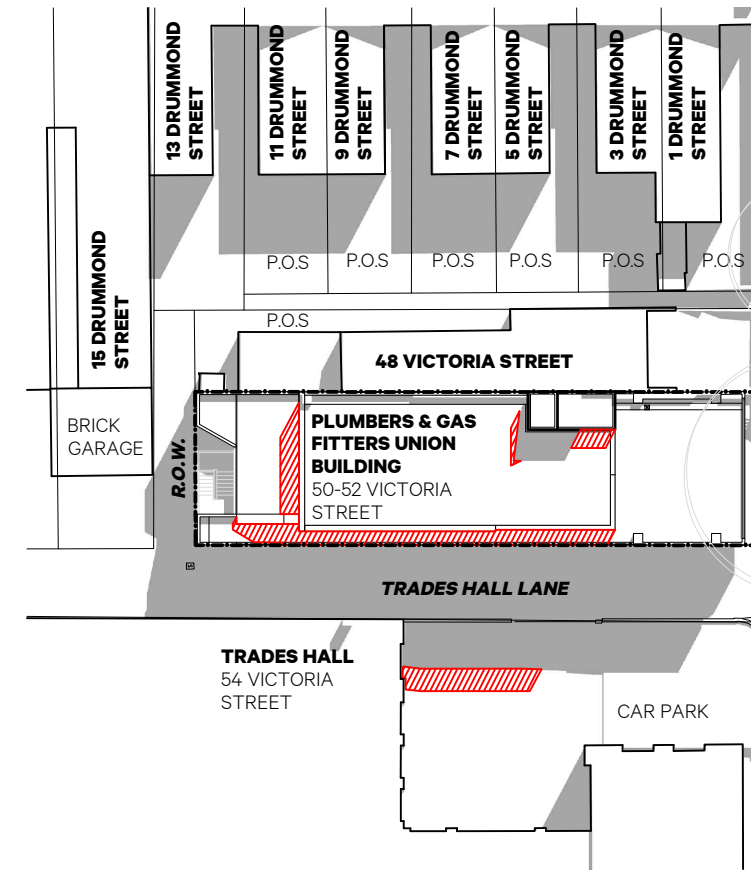 13 DRUMMOND
STREET
11 DRUMMOND
STREET
9 DRUMMOND
STREET
7 DRUMMOND
STREET
5 DRUMMOND
STREET
3 DRUMMOND
STREET
1 DRUMMOND
STREET
P.O.S
P.O.S
P.O.S
P.O.S
P.O.S
P.O.S
15 DRUMMOND
STREET
P.O.S
48 VICTORIA STREET
BRICK
GARAGE
R.O.W.
PLUMBERS & GAS
FITTERS UNION
BUILDING
50-52 VICTORIA
STREET
TRADES HALL LANE
TRADES HALL
54 VICTORIA
STREET
CAR PARK